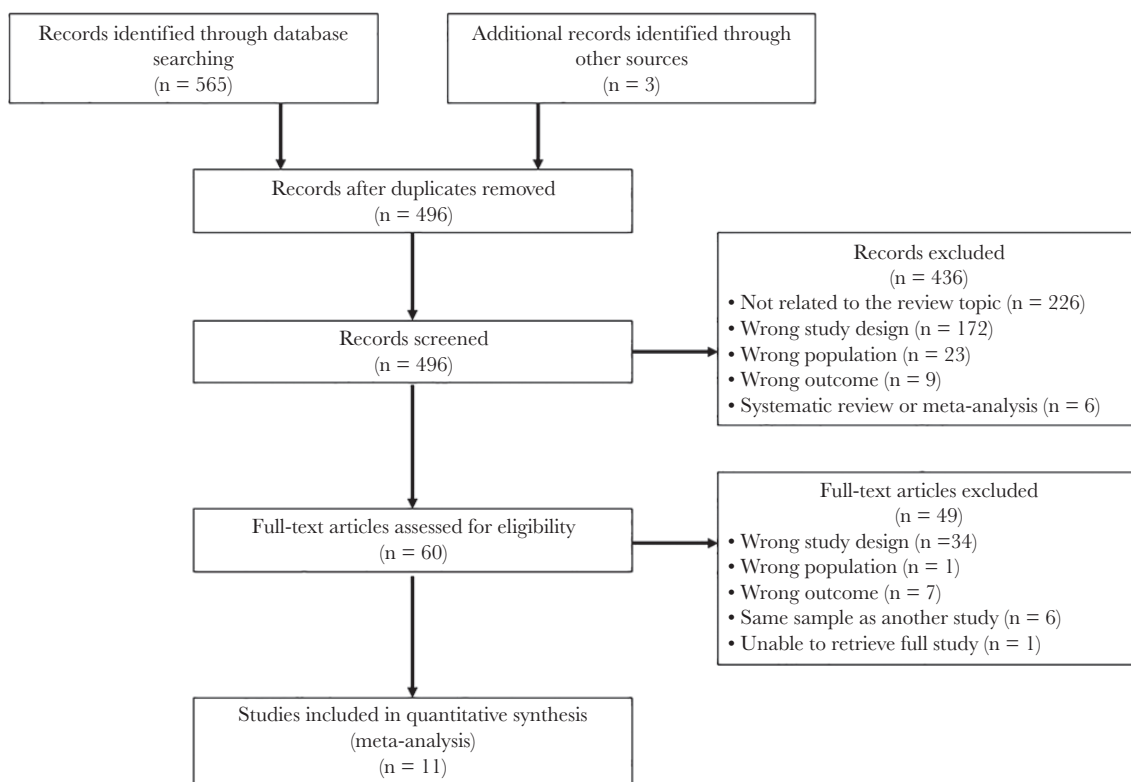 Records identified through database
searching
(n = 565)
Additional records identified through
other sources
(n = 3)
Records after duplicates removed
(n = 496)
Records screened
(n = 496)
Records excluded
(n = 436)
• Not related to the review topic (n = 226)
• Wrong study design (n = 172)
• Wrong population (n = 23)
• Wrong outcome (n = 9)
• Systematic review or meta-analysis (n = 6)
Full-text articles assessed for eligibility
(n = 60)
Full-text articles excluded
(n = 49)
• Wrong study design (n =34)
• Wrong population (n = 1)
• Wrong outcome (n = 7)
• Same sample as another study (n = 6)
• Unable to retrieve full study (n = 1)
Studies included in quantitative synthesis
(meta-analysis)
(n = 11)